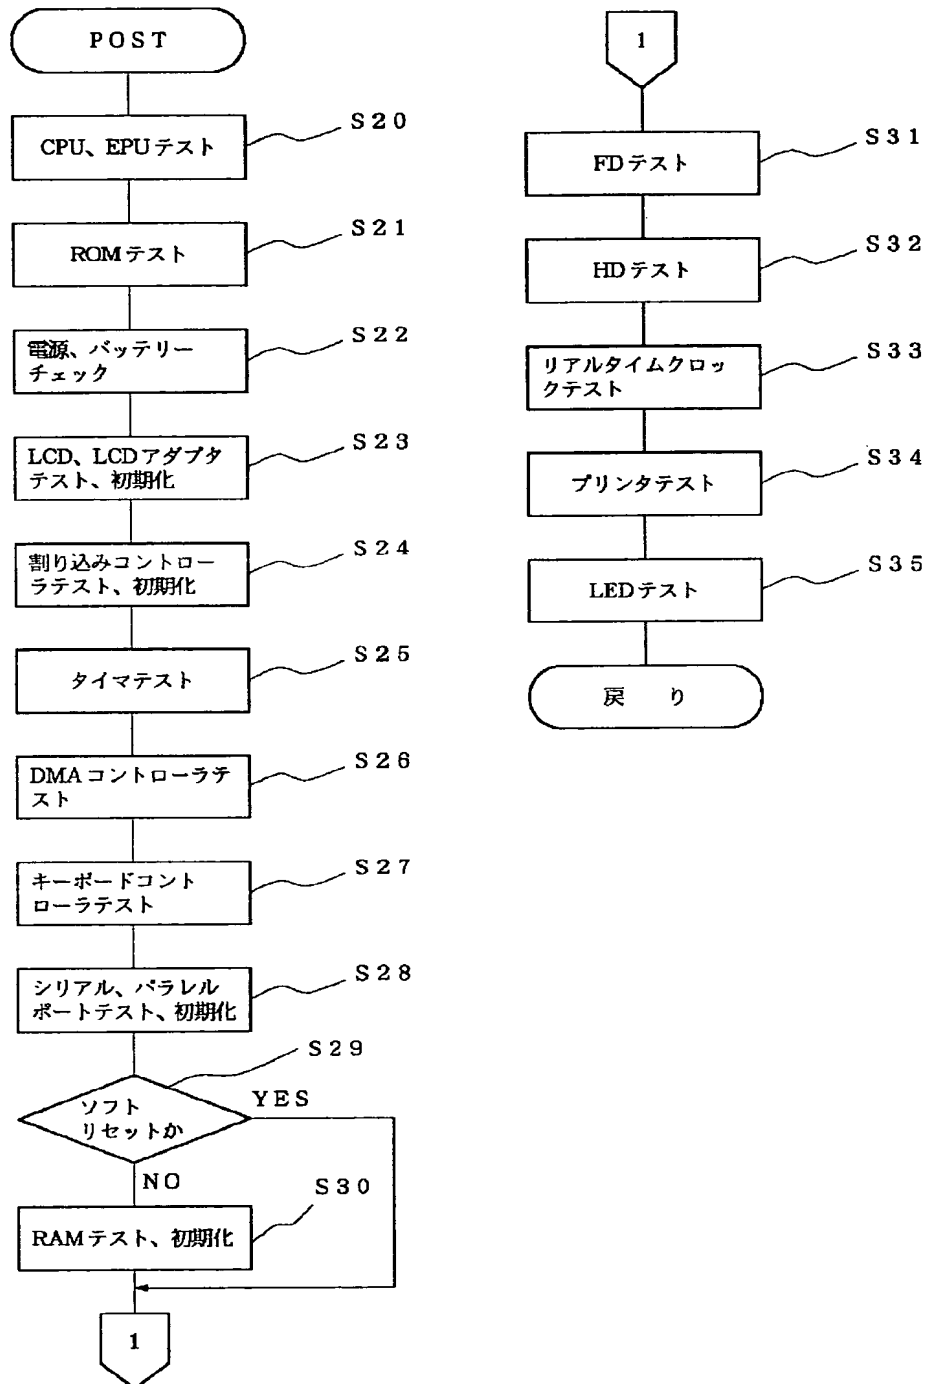 POST
CPU、EPUテスト
S20
ROMテスト
S21
電源、バッテリー
チェック
S22
LCD、LCDアダプタ
テスト、初期化
S23
割り込みコントロー
ラテスト、初期化
S24
タイマテスト
S25
DMAコントローラテ
スト
S26
キーボードコント
ローラテスト
S27
シリアル、パラレル
ポートテスト、初期化
S28
ソフト
リセットか
S29
YES
NO
RAMテスト、初期化
S30
1
1
FDテスト
S31
HDテスト
S32
リアルタイムクロッ
クテスト
S33
プリンタテスト
S34
LEDテスト
S35
戻り